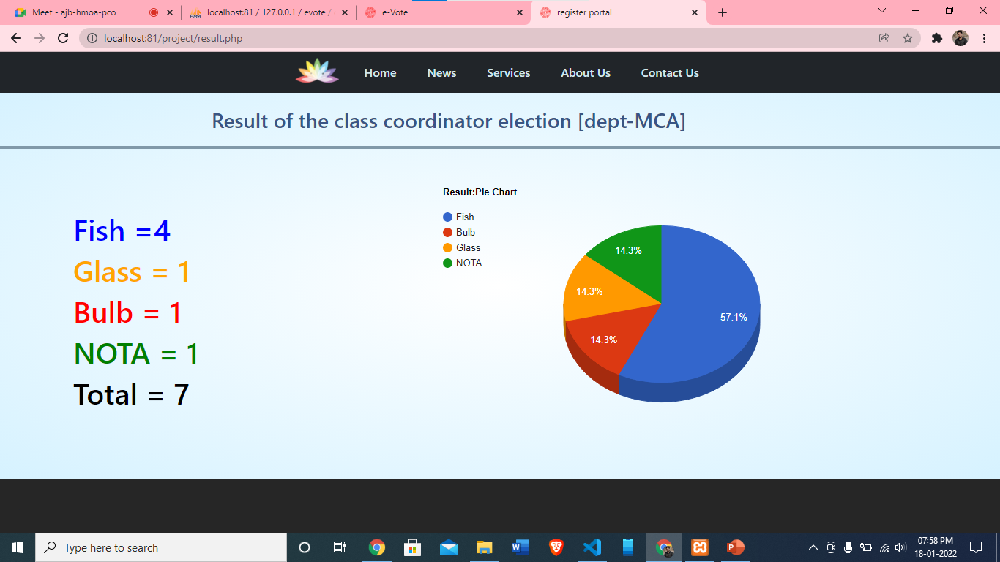 Meet - ajb-hmoa-pco
localhost:81 / 127.0.0.1 / evote /
e-Vote
register portal
localhost:81/project/result.php
Home
News
Services
About Us
Contact Us
Result of the class coordinator election [dept-MCA]
Fish =4
Glass = 1
Bulb = 1
NOTA = 1
Total = 7
Result:Pie Chart
Fish
Bulb
Glass
NOTA
14.3%
14.3%
57.1%
14.3%
Type here to search
07:58 PM
18-01-2022